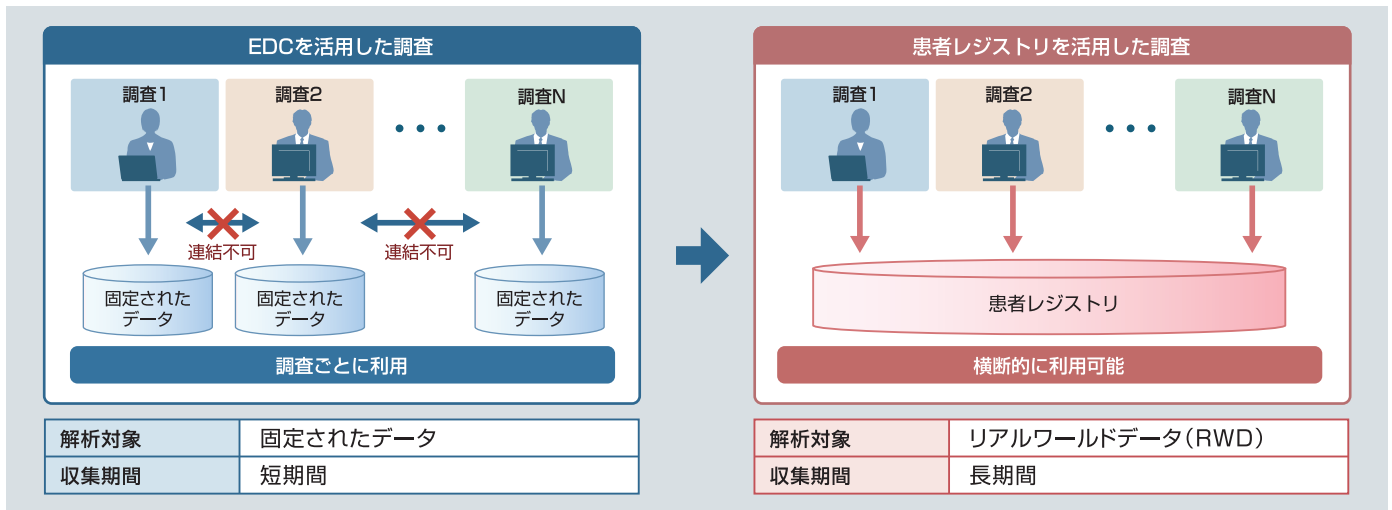 EDCを活用した調査
調査1
調査2
調査N
連結不可
連結不可
固定された
データ
固定された
データ
固定された
データ
調査ごとに利用
解析対象
固定されたデータ
収集期間
短期間
患者レジストリを活用した調査
調査1
調査2
調査N
患者レジストリ
横断的に利用可能
解析対象
リアルワールドデータ(RWD)
収集期間
長期間